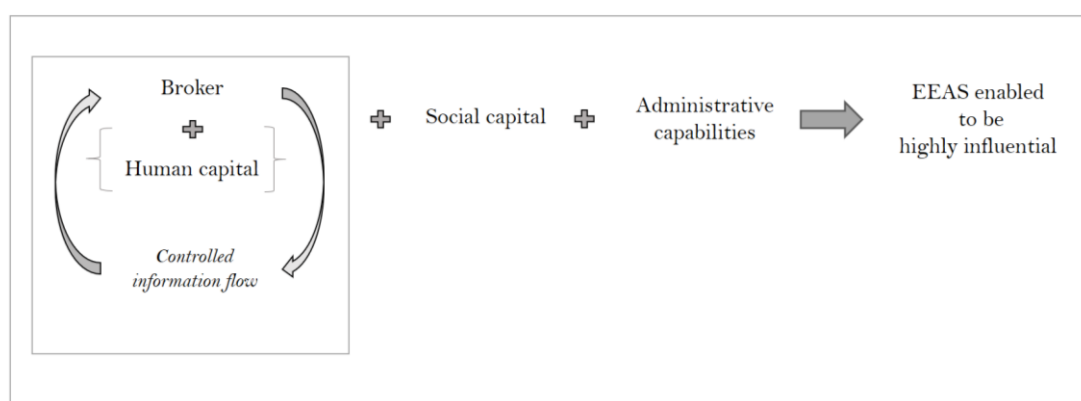 Broker
Human capital
Controlled
information flow
Social capital
Administrative
capabilities
EEAS enabled
to be
highly influential